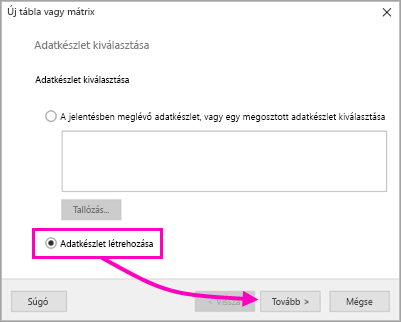 Új tábla vagy mátrix
Adatkészlet kiválasztása
Adatkészlet kiválasztása
A jelentésben meglévő adatkészlet, vagy egy megosztott adatkészlet kiválasztása
Tallózás...
Adatkészlet létrehozása
Súgó
< Vissza
Tovább >
Mégse